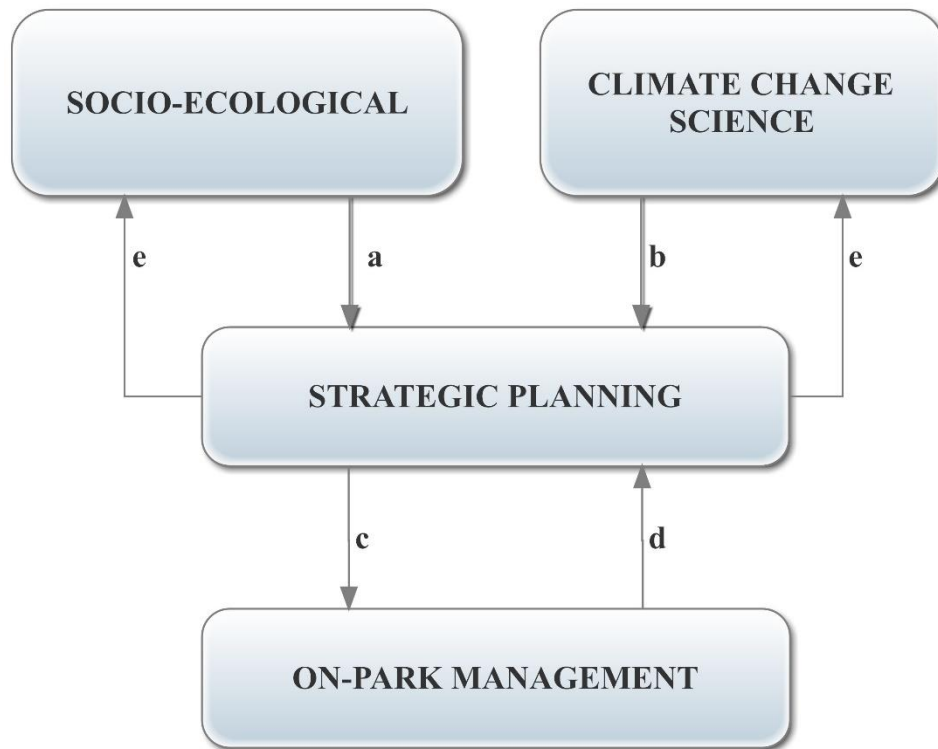 SOCIO-ECOLOGICAL
CLIMATE CHANGE
SCIENCE
e
a
b
e
STRATEGIC PLANNING
c
d
ON-PARK MANAGEMENT